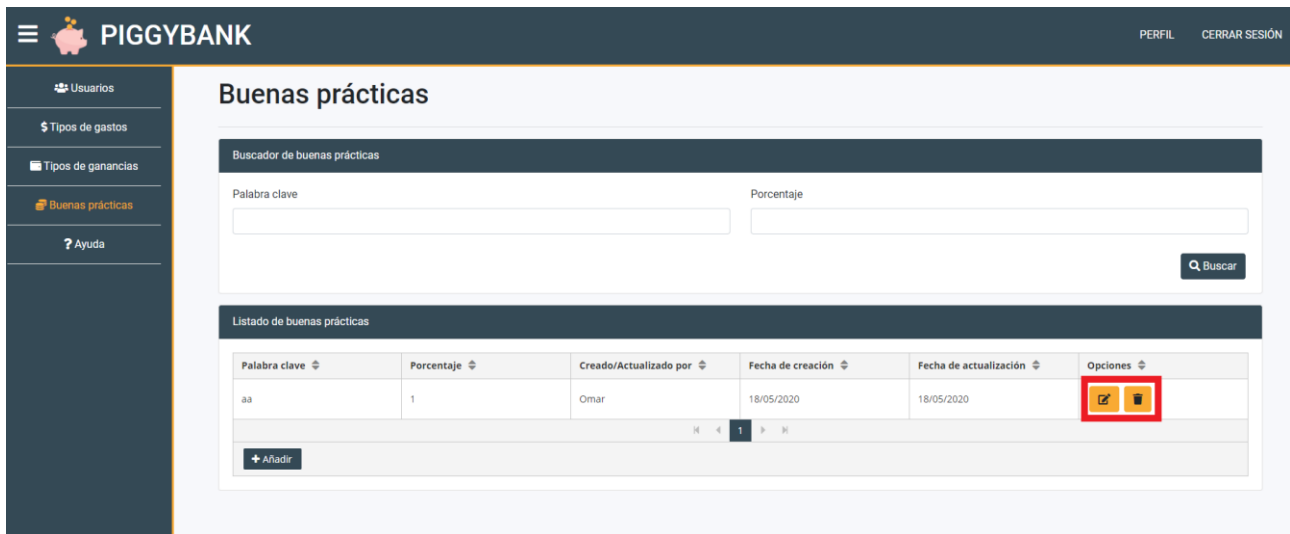 PIGGYBANK
PERFIL CERRAR SESIÓN
Usuarios
$ Tipos de gastos
Tipos de ganancias
Buenas prácticas
? Ayuda
Buenas prácticas
Buscador de buenas prácticas
Palabra clave Porcentaje
Buscar
Listado de buenas prácticas
Palabra clave Porcentaje Creado/Actualizado por Fecha de creación Fecha de actualización Opciones
aa 1 Omar 18/05/2020 18/05/2020
1
+ Añadir